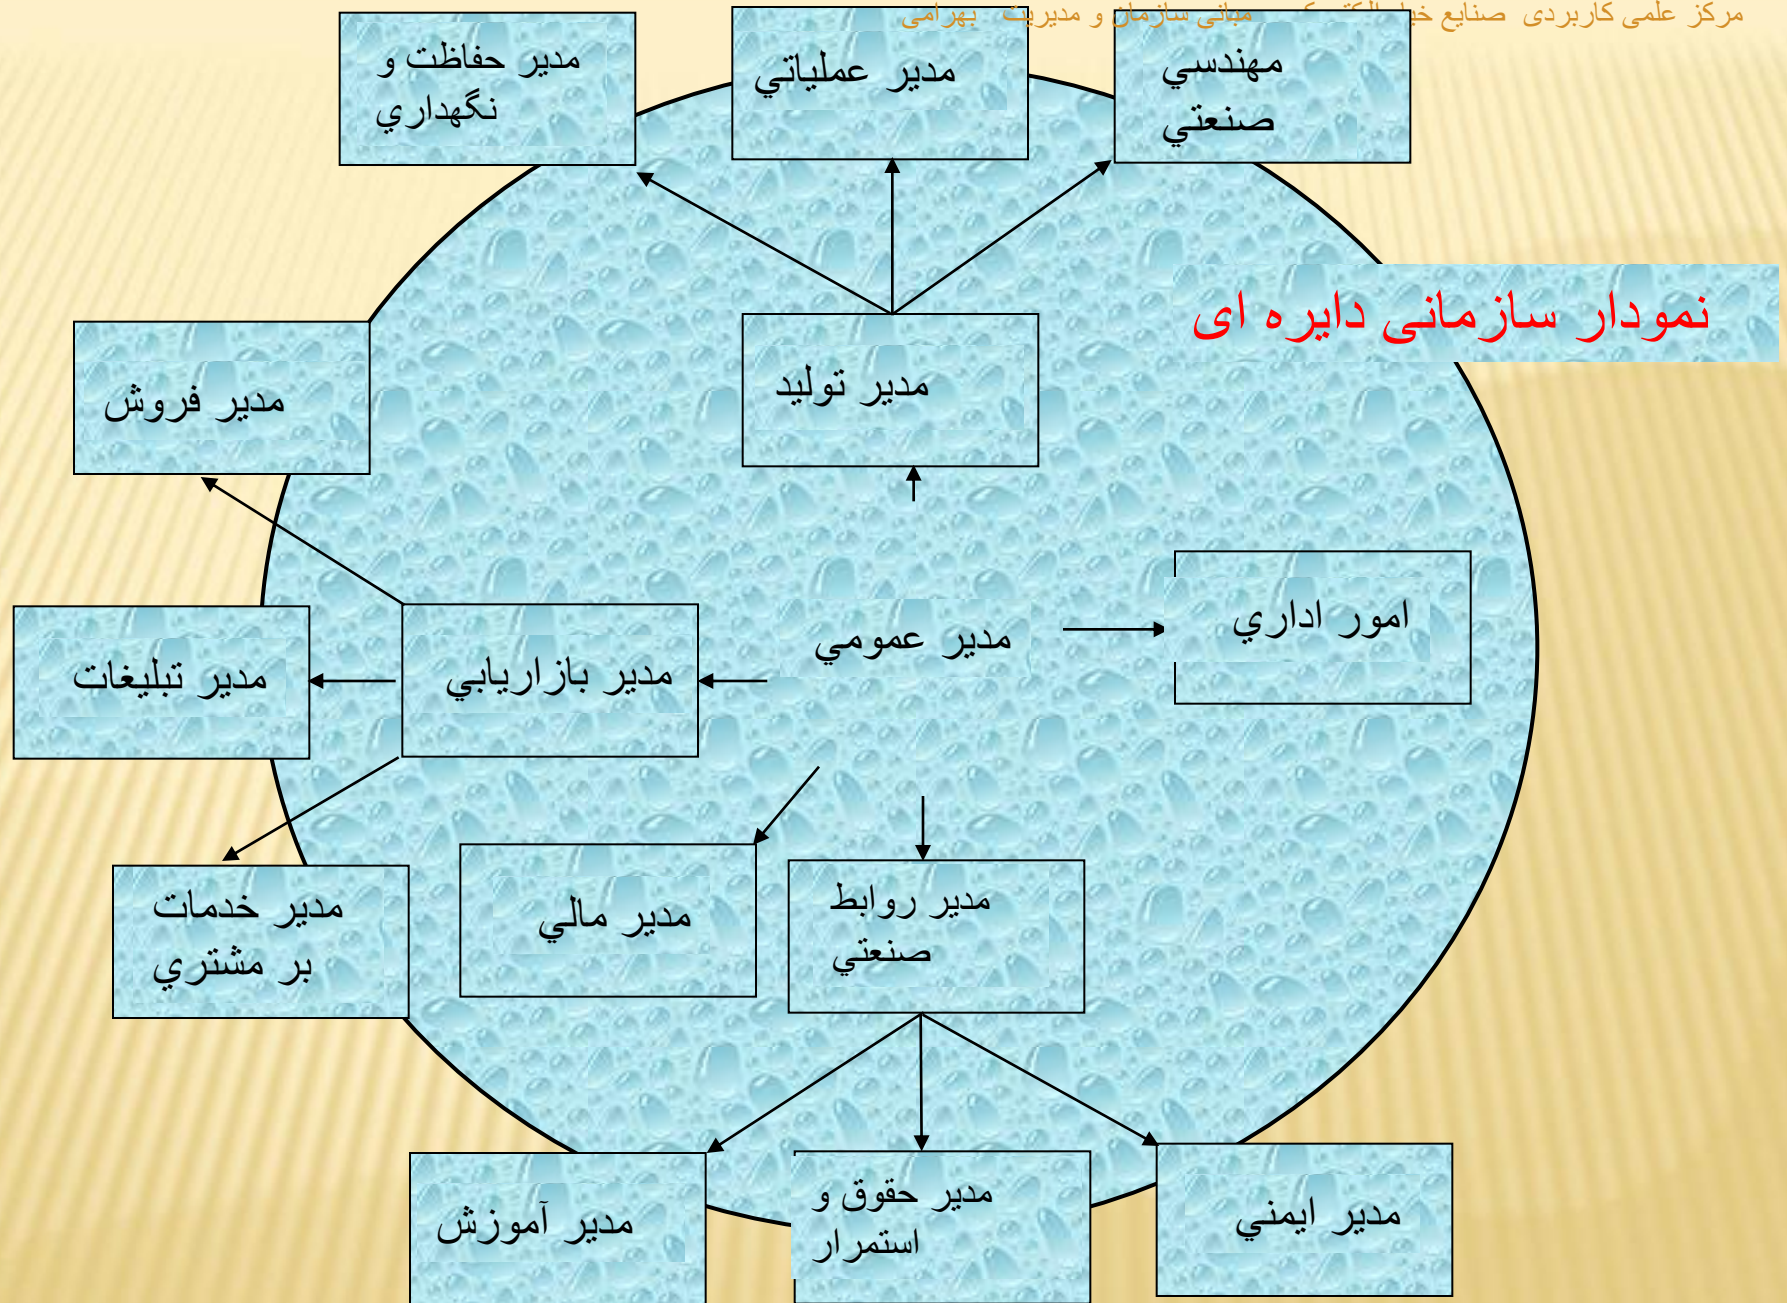 مرکز علمی کاربردی صنایع مبانی سازمان و مدیریت بهرامی
مدير حفاظت و
نگهداري
مدير عملياتي
مهندسي
صنعتي
نمودار سازمانی دایره ای
مدير توليد
مدير فروش
امور اداري
مدير عمومي
مدير بازاريابي
مدير تبليغات
مدير خدمات
بر مشتري
مدير مالي
مدير روابط
صنعتي
مدير آموزش
مدير حقوق و
استمرار
مدير ايمني